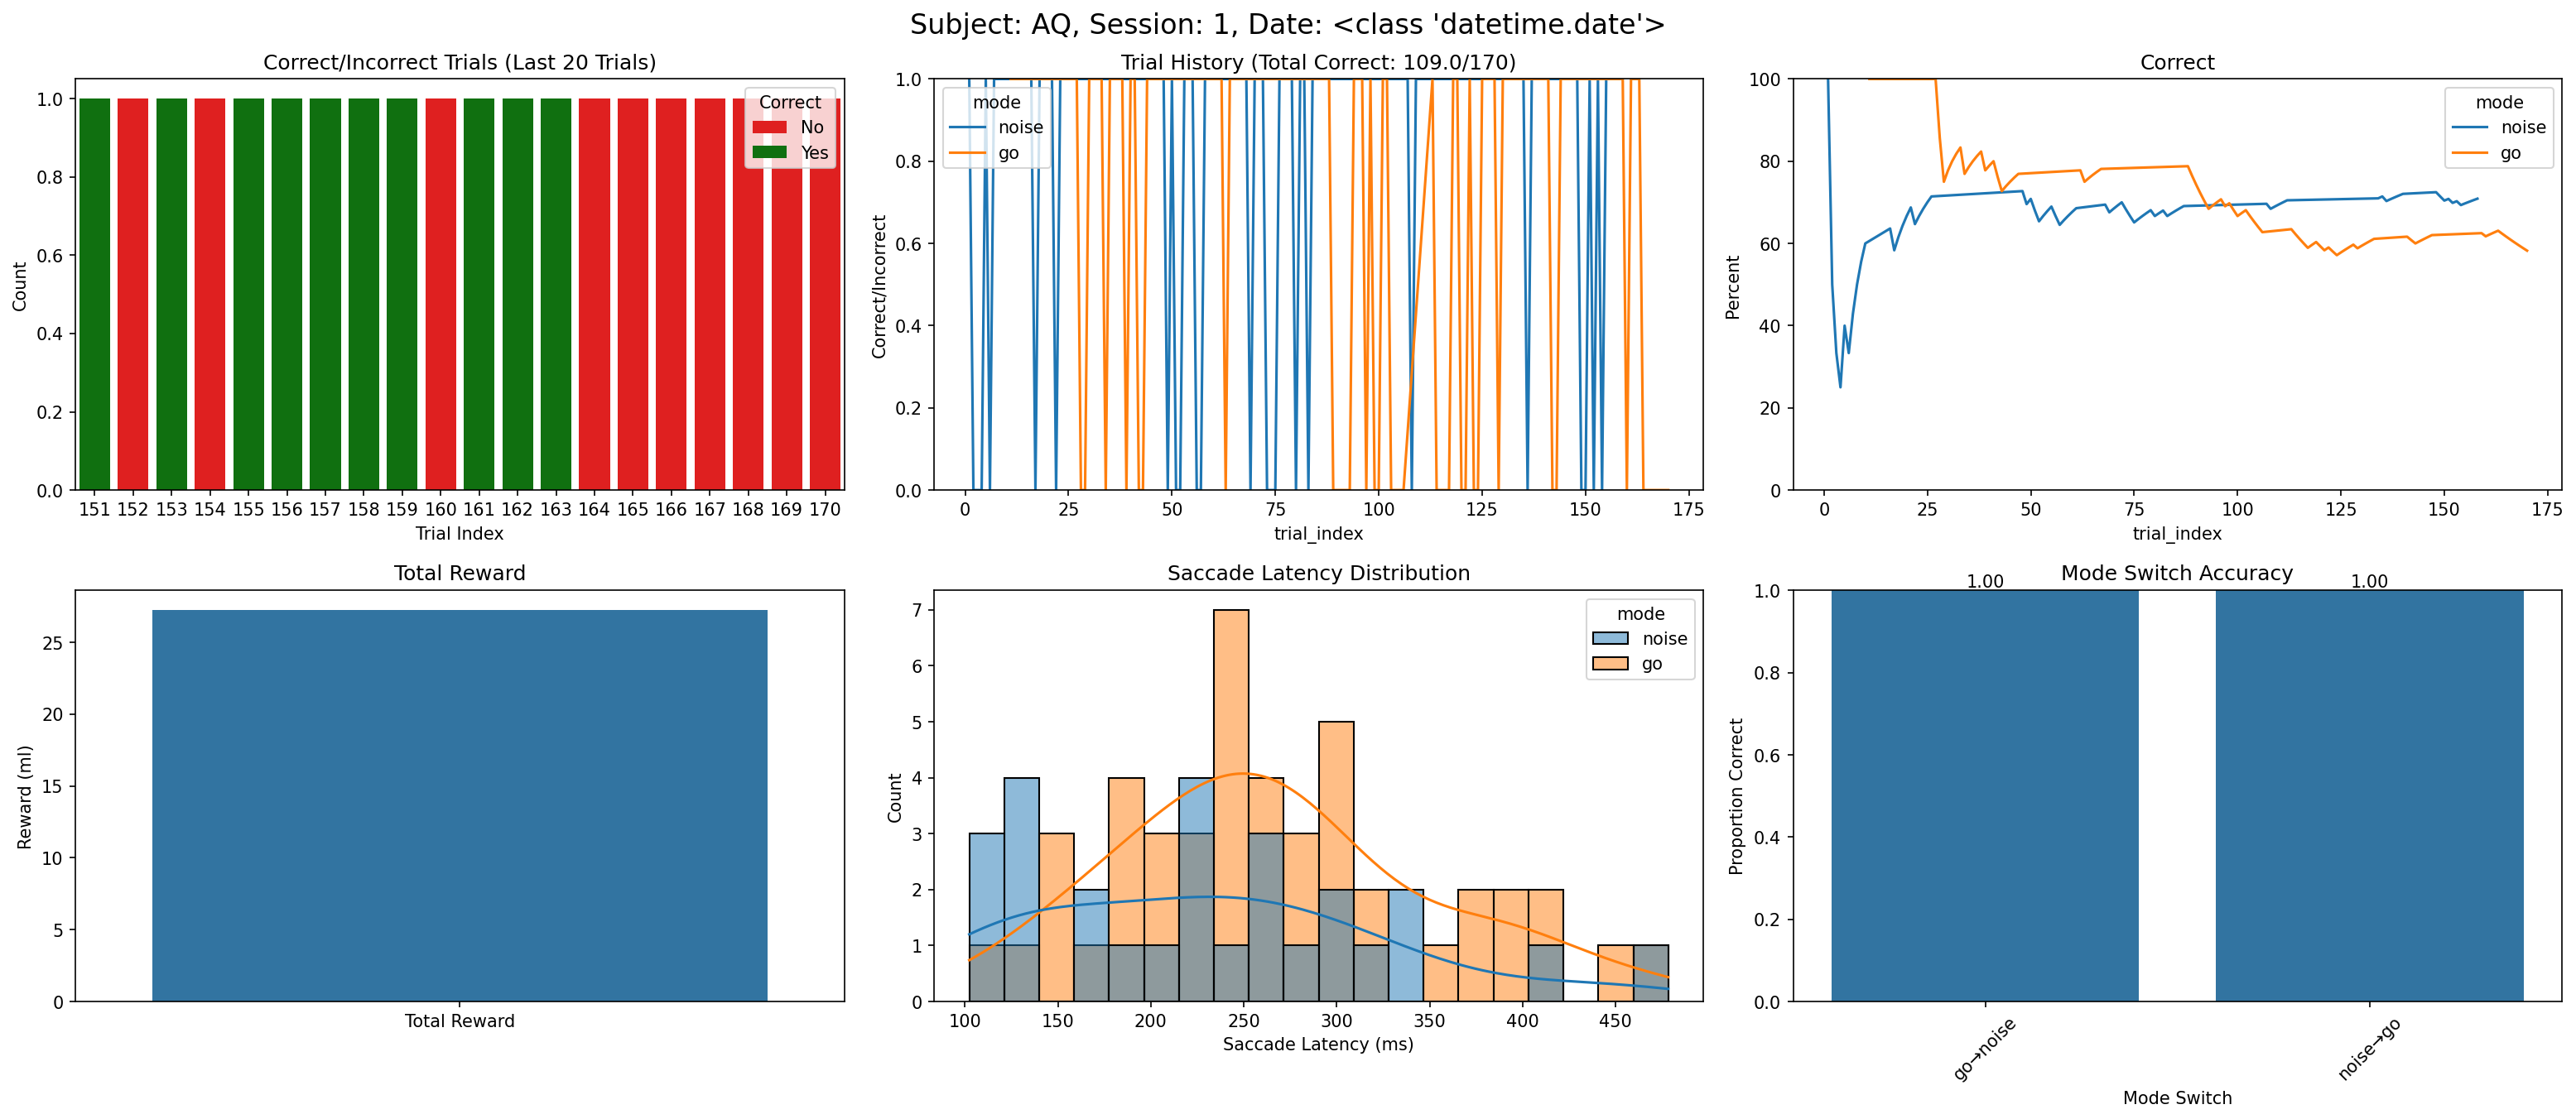 Subject: AQ, Session: 1, Date: <class 'datetime.date'>
Correct/Incorrect Trials (Last 20 Trials)
Count
1.0
0.8
0.6
0.4
0.2
0.0
Correct
No
Yes
151 152 153 154 155 156 157 158 159 160 161 162 163 164 165 166 167 168 169 170
Trial Index
Trial History (Total Correct: 109.0/170)
Correct/Incorrect
1.0
0.8
0.6
0.4
0.2
0.0
mode
noise
go
0 25 50 75 100 125 150 175
trial_index
Correct
Percent
100
80
60
40
20
0
mode
noise
go
0 25 50 75 100 125 150 175
trial_index
Total Reward
Reward (ml)
25
20
15
10
5
0
Total Reward
Saccade Latency Distribution
Count
7
6
5
4
3
2
1
0
mode
noise
go
100 150 200 250 300 350 400 450
Saccade Latency (ms)
Mode Switch Accuracy
1.00 1.00
Proportion Correct
1.0
0.8
0.6
0.4
0.2
0.0
go→noise noise→go
Mode Switch